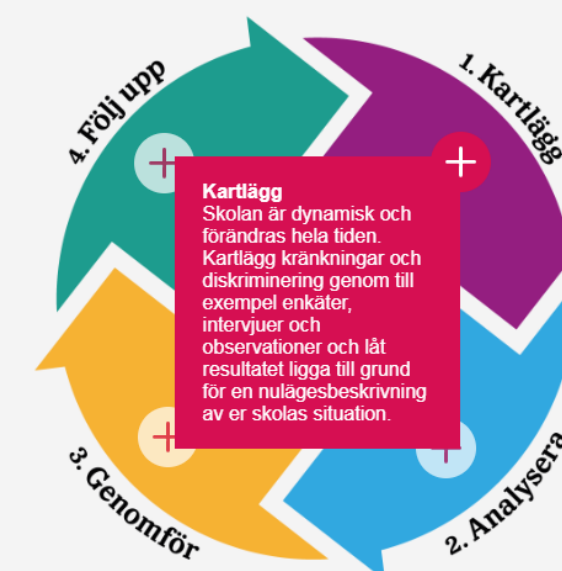 1. Kartlägg
Kartlägg
Skolan är dynamisk och
förändras hela tiden.
Kartlägg kränkningar och
diskriminering genom till
exempel enkäter,
intervjuer och
observationer och låt
resultatet ligga till grund
för en nulägesbeskrivning
av er skolas situation.
2. Analysera
3. Genomför
4. Följ upp